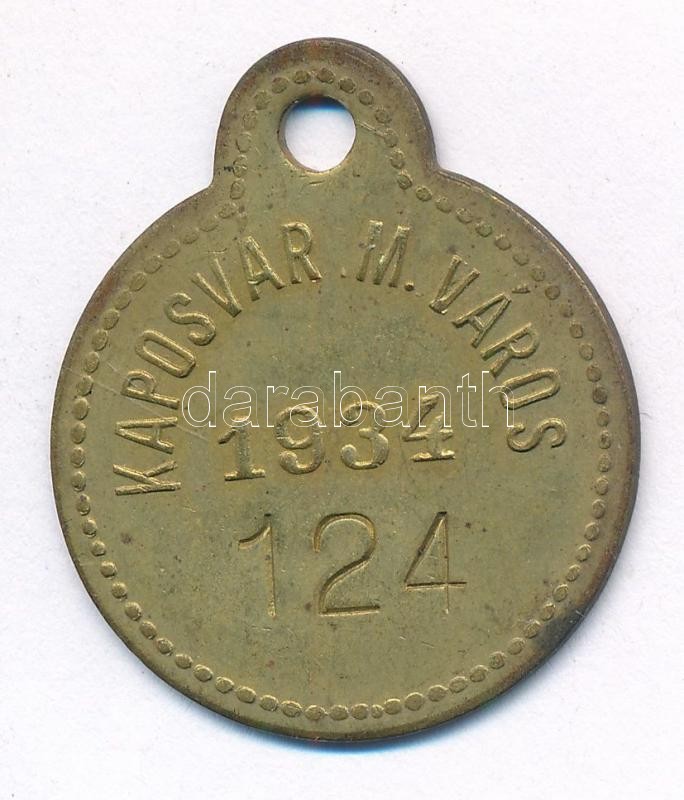 KAPOSVÁR M. VÁROS
darabanth
1934
124